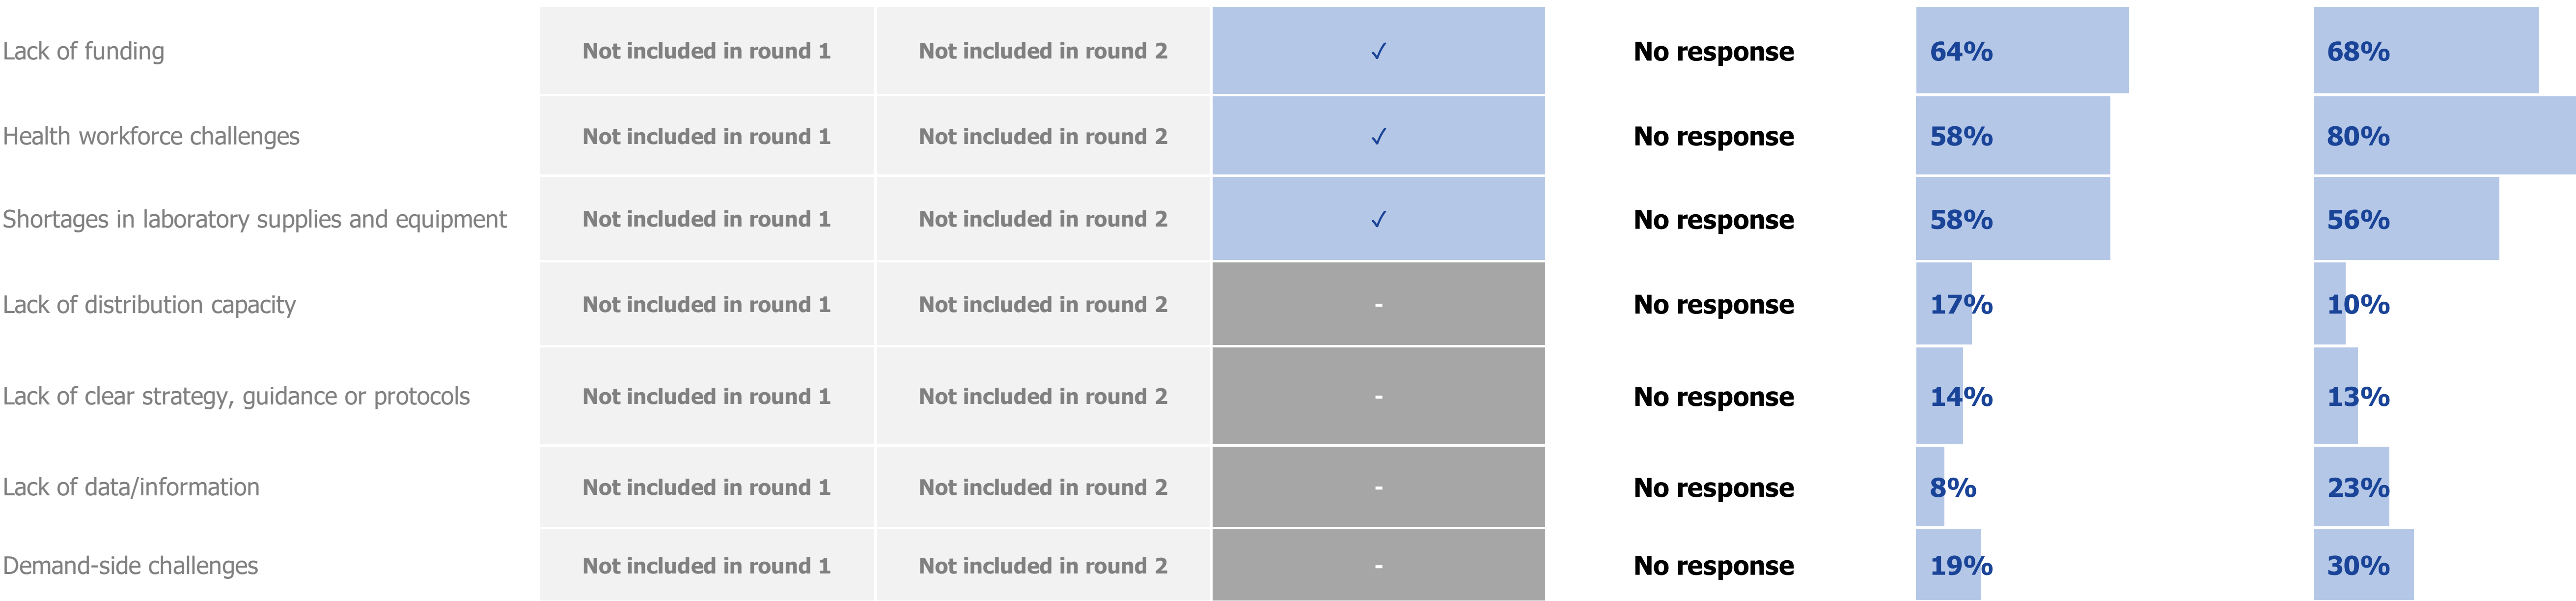 Lack of funding Not included in round 1 Not included in round 2 ✓ No response 64% 68%
Health workforce challenges Not included in round 1 Not included in round 2 ✓ No response 58% 80%
Shortages in laboratory supplies and equipment Not included in round 1 Not included in round 2 ✓ No response 58% 56%
Lack of distribution capacity Not included in round 1 Not included in round 2 - No response 17% 10%
Lack of clear strategy, guidance or protocols Not included in round 1 Not included in round 2 - No response 14% 13%
Lack of data/information Not included in round 1 Not included in round 2 - No response 8% 23%
Demand-side challenges Not included in round 1 Not included in round 2 - No response 19% 30%